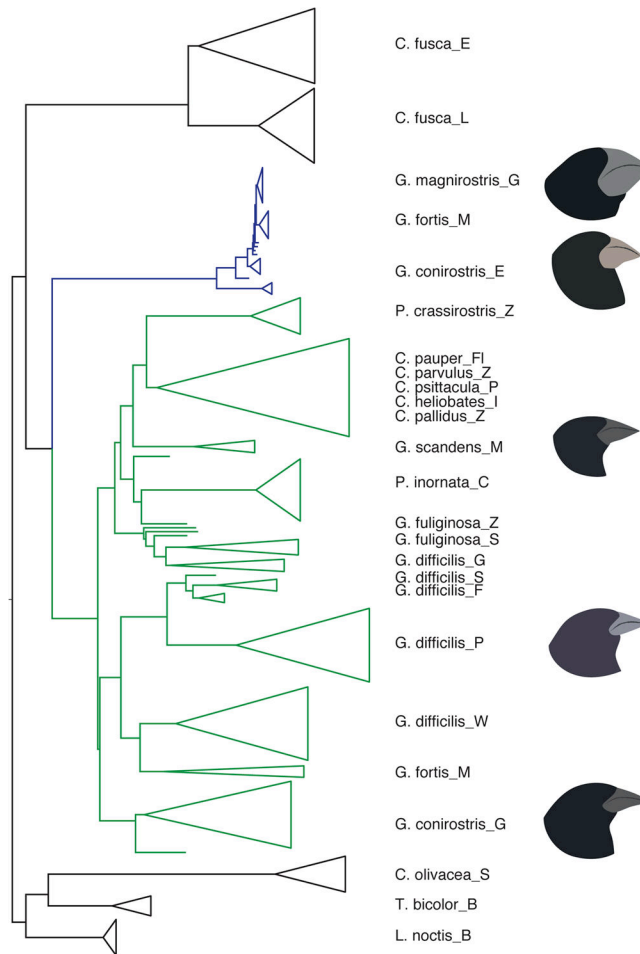 C. fusca_E
C. fusca_L
G. magnirostris_G
G. fortis_M
G. conirostris_E
P. crassirostris_Z
C. pauper_Fl
C. parvulus_Z
C. psittacula_P
C. heliobates_I
C. pallidus_Z
G. scandens_M
P. inornata_C
G. fuliginosa_Z
G. fuliginosa_S
G. difficilis_G
G. difficilis_S
G. difficilis_F
G. difficilis_P
G. difficilis_W
G. fortis_M
G. conirostris_G
C. olivacea_S
T. bicolor_B
L. noctis_B